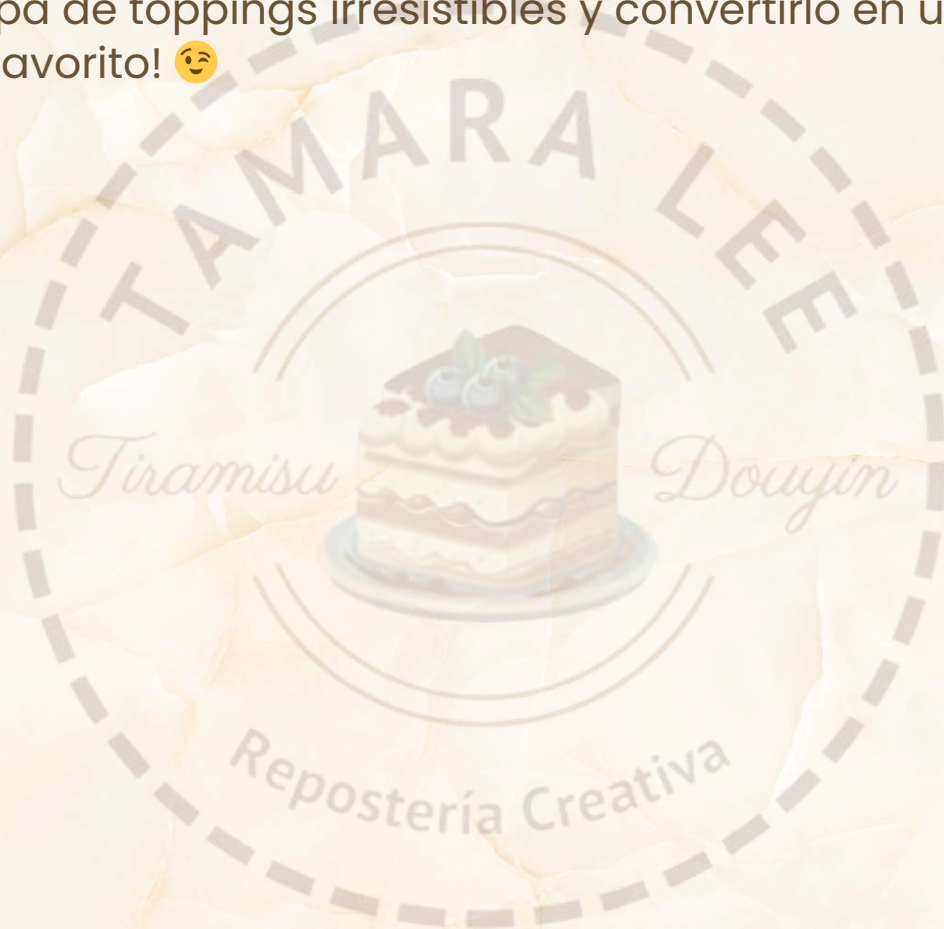 pa de toppings irresistibles y convertirlo en u
avorito! 😉
TAMARA LEE
Tiramisu Douyin
Repostería Creativa